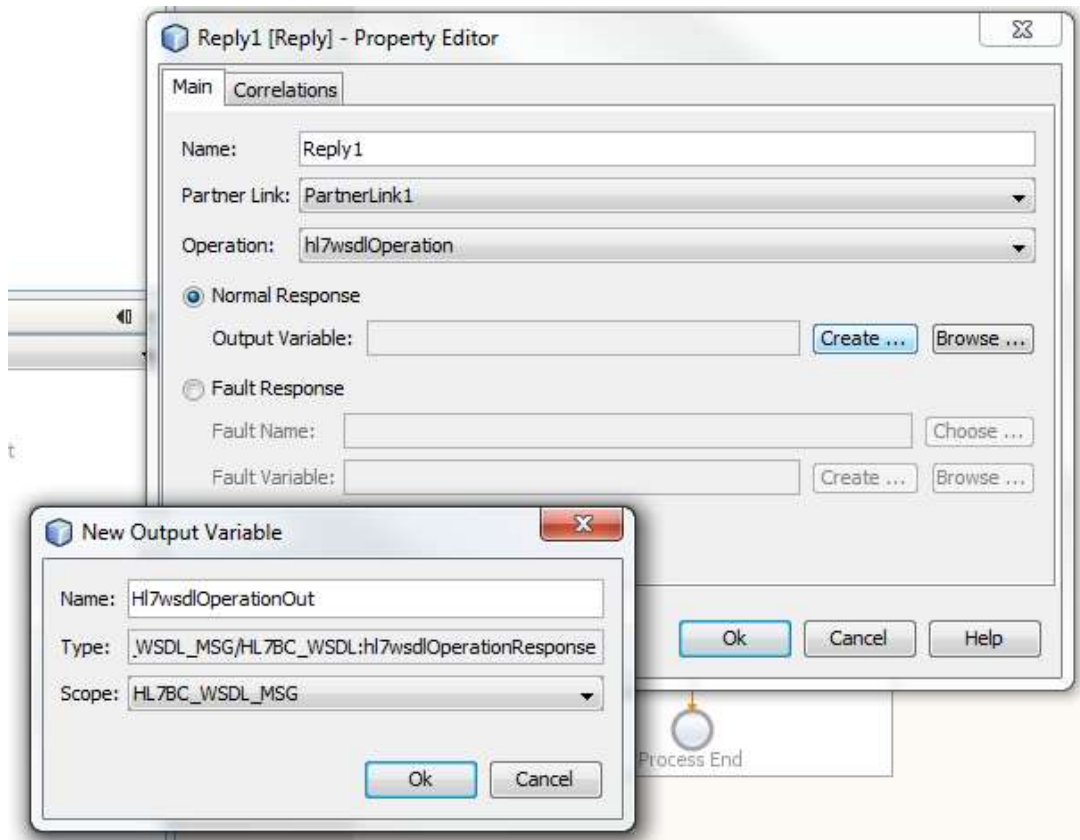 Reply1 [Reply] - Property Editor
Main Correlations
Name: Reply1
Partner Link: PartnerLink1
Operation: hl7wsdlOperation
Normal Response
Output Variable: Create ... Browse ...
Fault Response
Fault Name: Choose ...
t
Fault Variable: Create ... Browse ...
New Output Variable
Name: Hl7wsdlOperationOut
Type: _WSDL_MSG/HL7BC_WSDL:hl7wsdlOperationResponse
Ok Cancel Help
Scope: HL7BC_WSDL_MSG
Process End
Ok Cancel